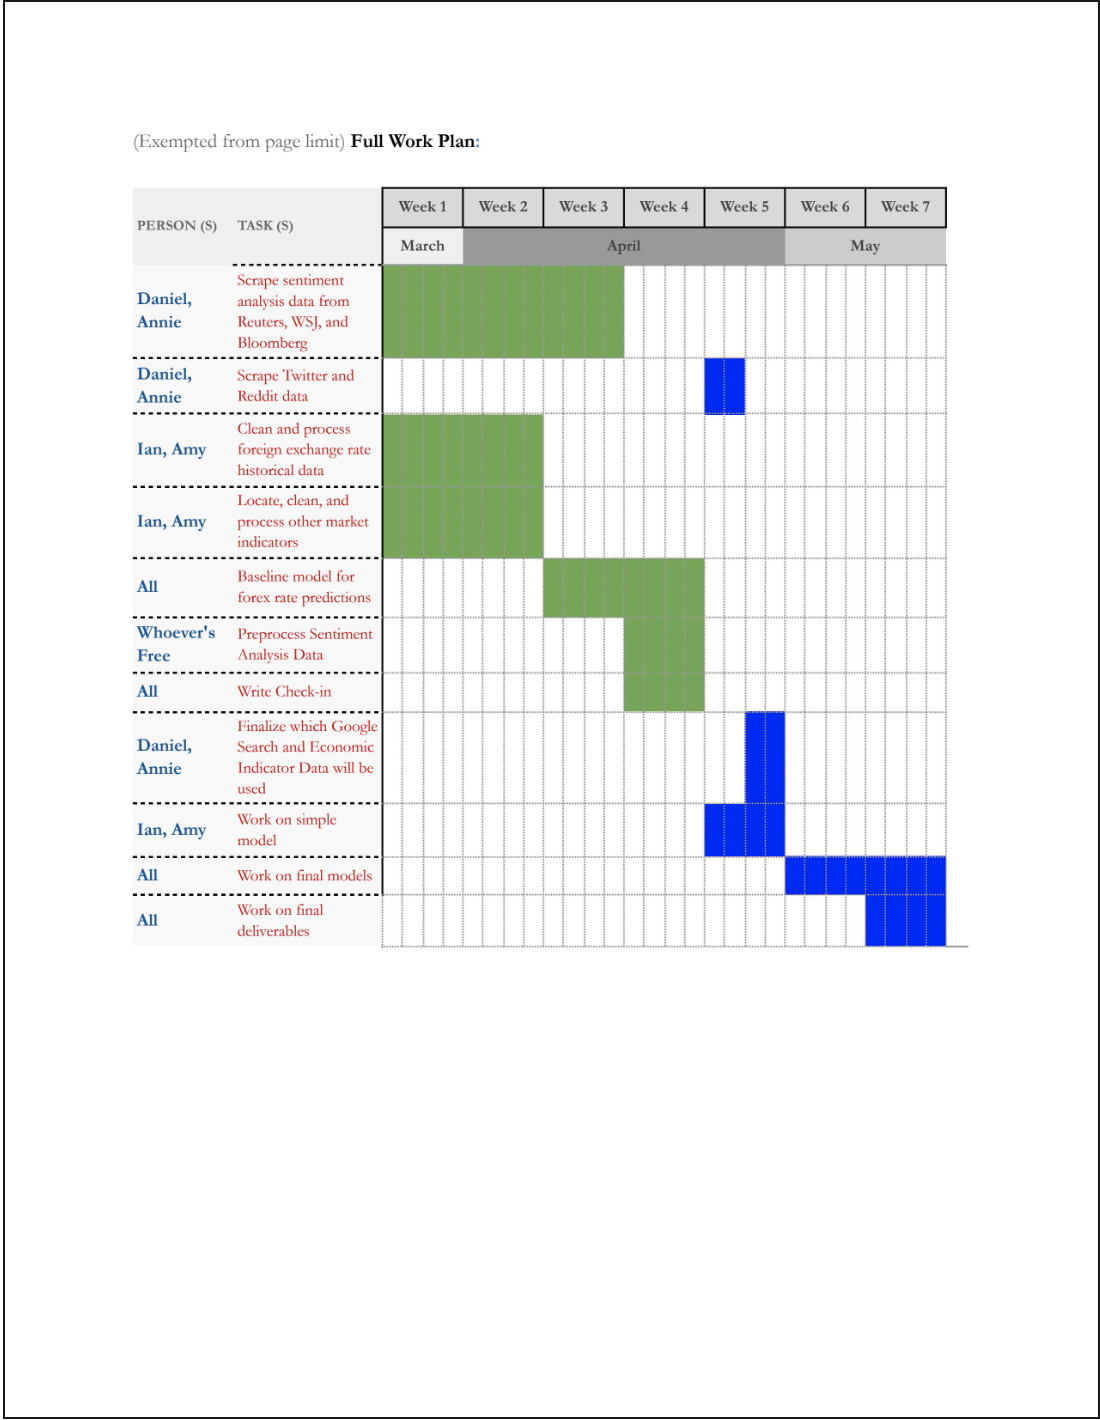 (Exempted from page limit) Full Work Plan:
PERSON (S) TASK (S) Week 1 Week 2 Week 3 Week 4 Week 5 Week 6 Week 7
March April May
Daniel,
Annie
Scrape sentiment
analysis data from
Reuters, WSJ, and
Bloomberg
Daniel,
Annie
Scrape Twitter and
Reddit data
Ian, Amy
Clean and process
foreign exchange rate
historical data
Ian, Amy
Locate, clean, and
process other market
indicators
All
Baseline model for
forex rate predictions
Whoever's
Free
Preprocess Sentiment
Analysis Data
All
Write Check-in
Daniel,
Annie
Finalize which Google
Search and Economic
Indicator Data will be
used
Ian, Amy
Work on simple
model
All
Work on final models
All
Work on final
deliverables